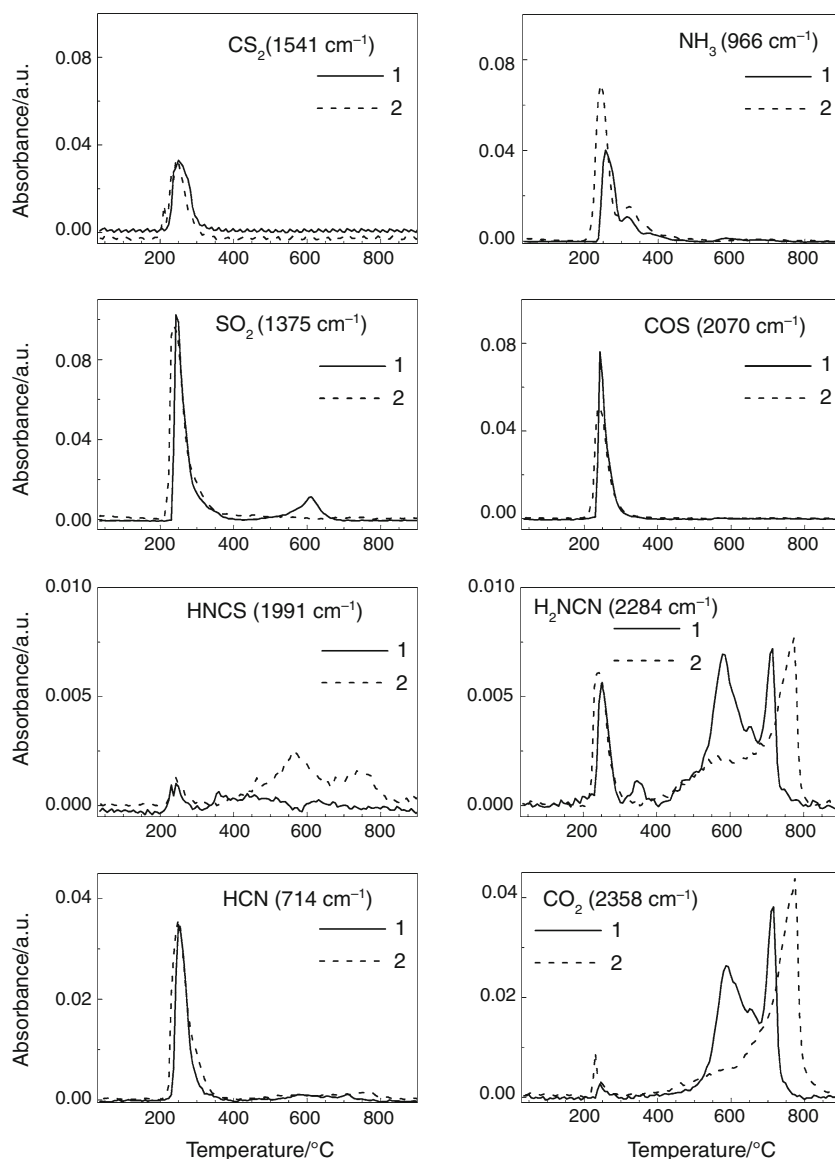 CS₂(1541 cm⁻¹)
1
2
Absorbance/a.u.
0.08
0.04
0.00
200 400 600 800
NH₃ (966 cm⁻¹)
1
2
0.08
0.04
0.00
200 400 600 800
SO₂ (1375 cm⁻¹)
1
2
Absorbance/a.u.
0.08
0.04
0.00
200 400 600 800
COS (2070 cm⁻¹)
1
2
0.08
0.04
0.00
200 400 600 800
HNCS (1991 cm⁻¹)
1
2
Absorbance/a.u.
0.010
0.005
0.000
200 400 600 800
H₂NCN (2284 cm⁻¹)
1
2
0.010
0.005
0.000
200 400 600 800
HCN (714 cm⁻¹)
1
2
Absorbance/a.u.
0.04
0.02
0.00
200 400 600 800
Temperature/°C
CO₂ (2358 cm⁻¹)
1
2
0.04
0.02
0.00
200 400 600 800
Temperature/°C